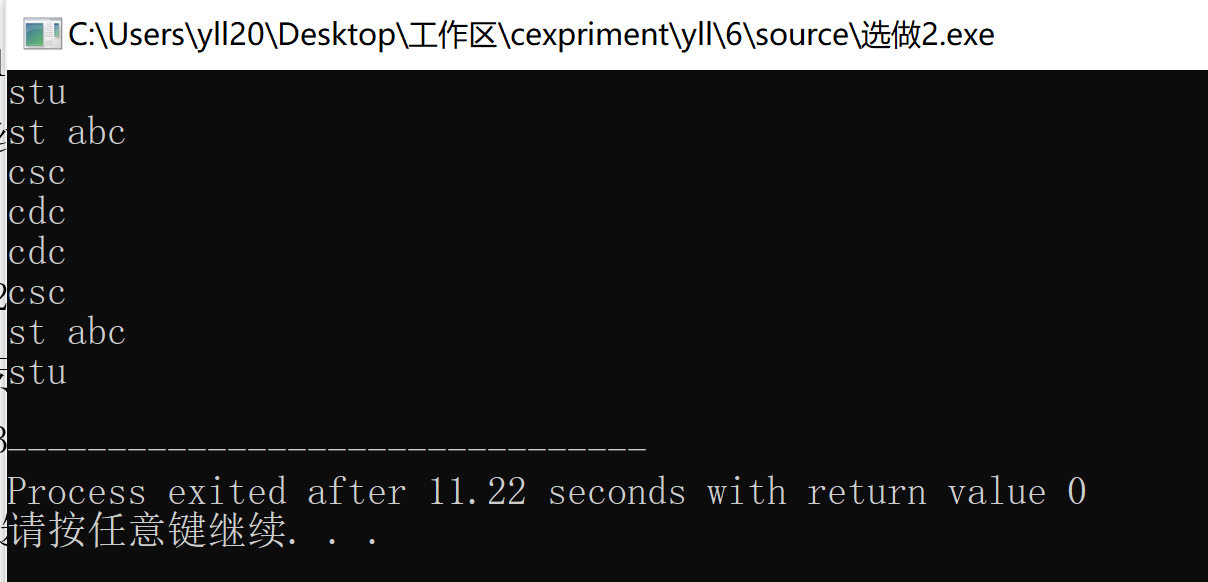 C:\Users\yll20\Desktop\工作区\cexpriment\yll\6\source\选做2.exe
stu
st abc
csc
cdc
cdc
csc
st abc
stu
--------------------------------
Process exited after 11.22 seconds with return value 0
请按任意键继续. . .